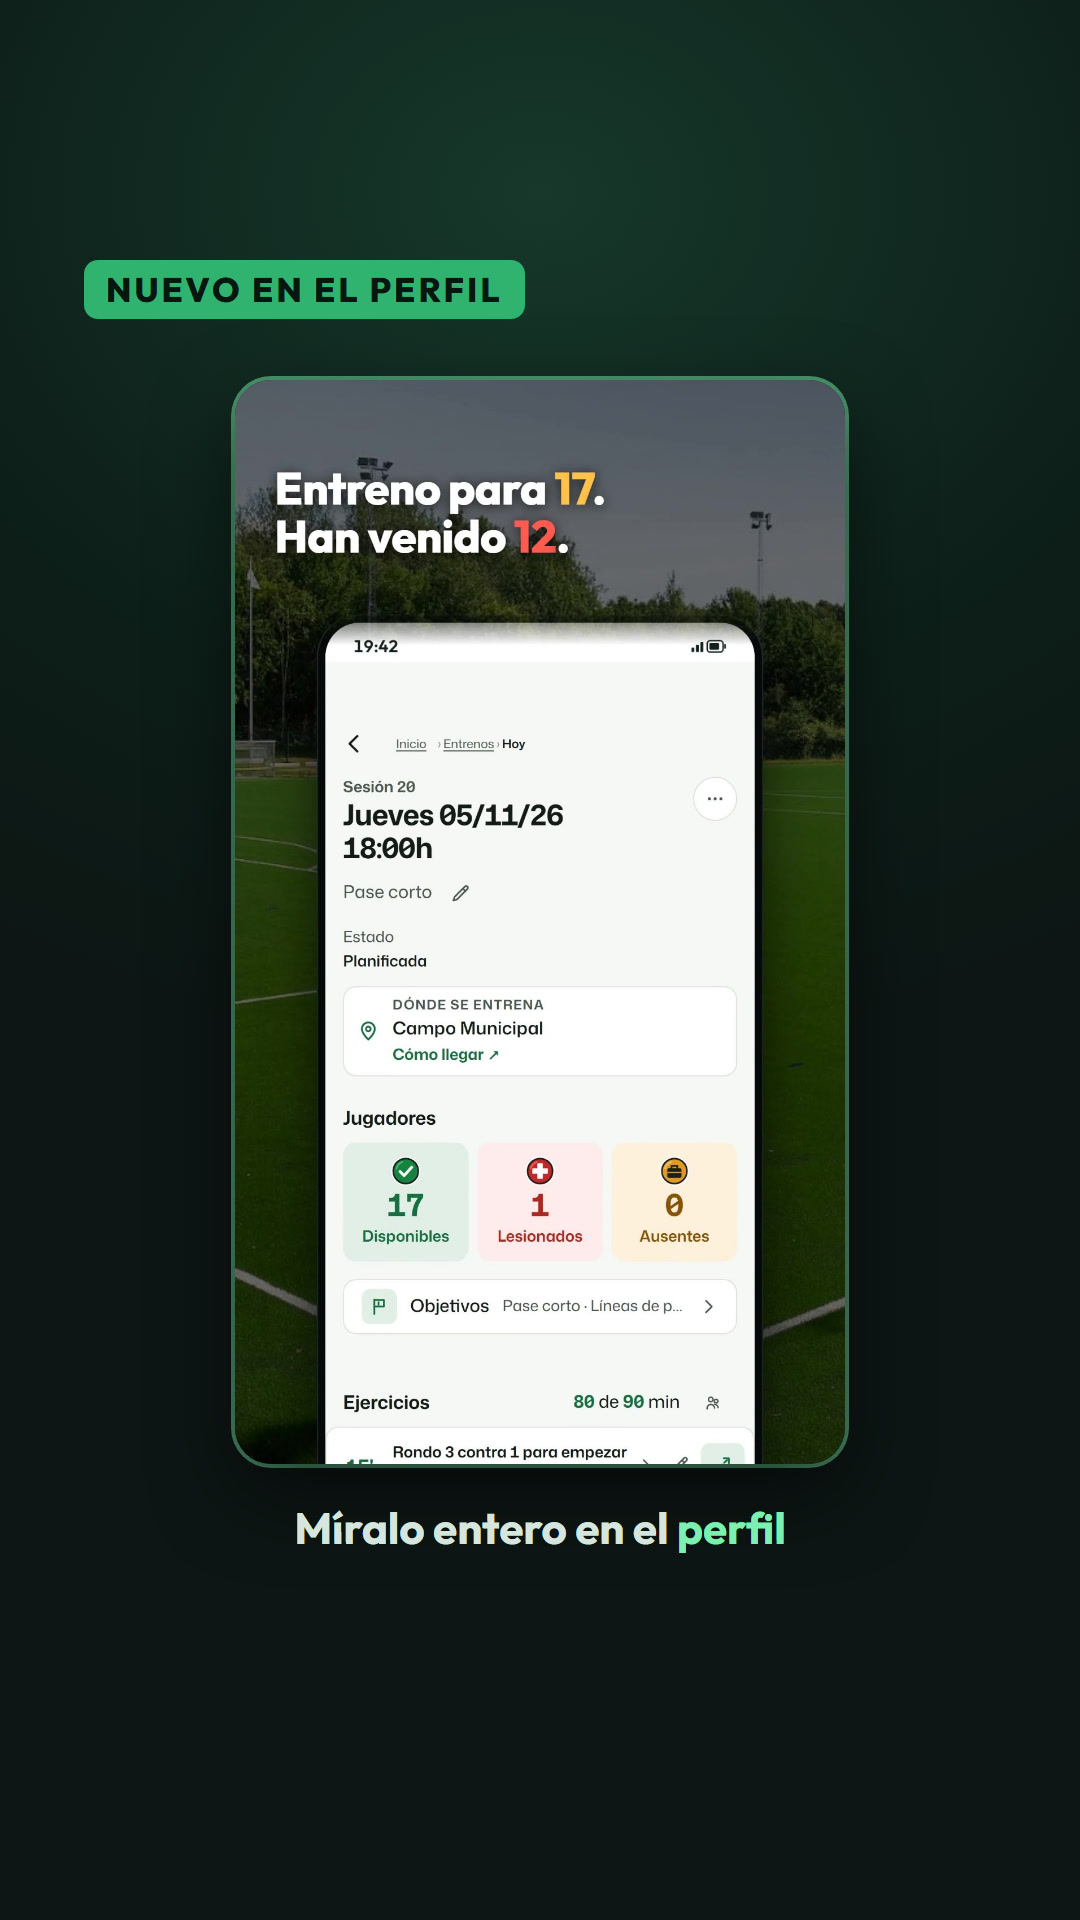 NUEVO EN EL PERFIL
Entreno para 17.
Han venido 12.
19:42
Inicio › Entrenos › Hoy
Sesión 20
Jueves 05/11/26
18:00h
Pase corto
Estado
Planificada
DÓNDE SE ENTRENA
Campo Municipal
Cómo llegar ↗
Jugadores
17 1 0
Disponibles Lesionados Ausentes
Objetivos Pase corto · Líneas de p...
Ejercicios 80 de 90 min
Rondo 3 contra 1 para empezar
15'
Míralo entero en el perfil